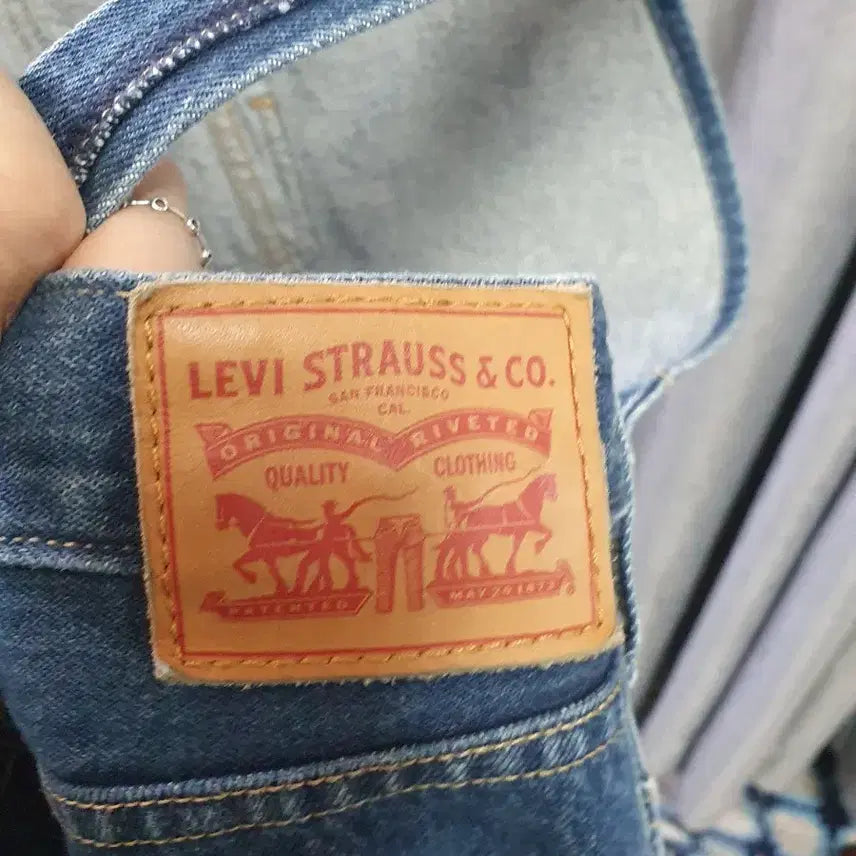 LEVI STRAUSS & CO.
SAN FRANCISCO
CAL.
ORIGINAL RIVETED
QUALITY CLOTHING
PATENTED MAY 20 1873